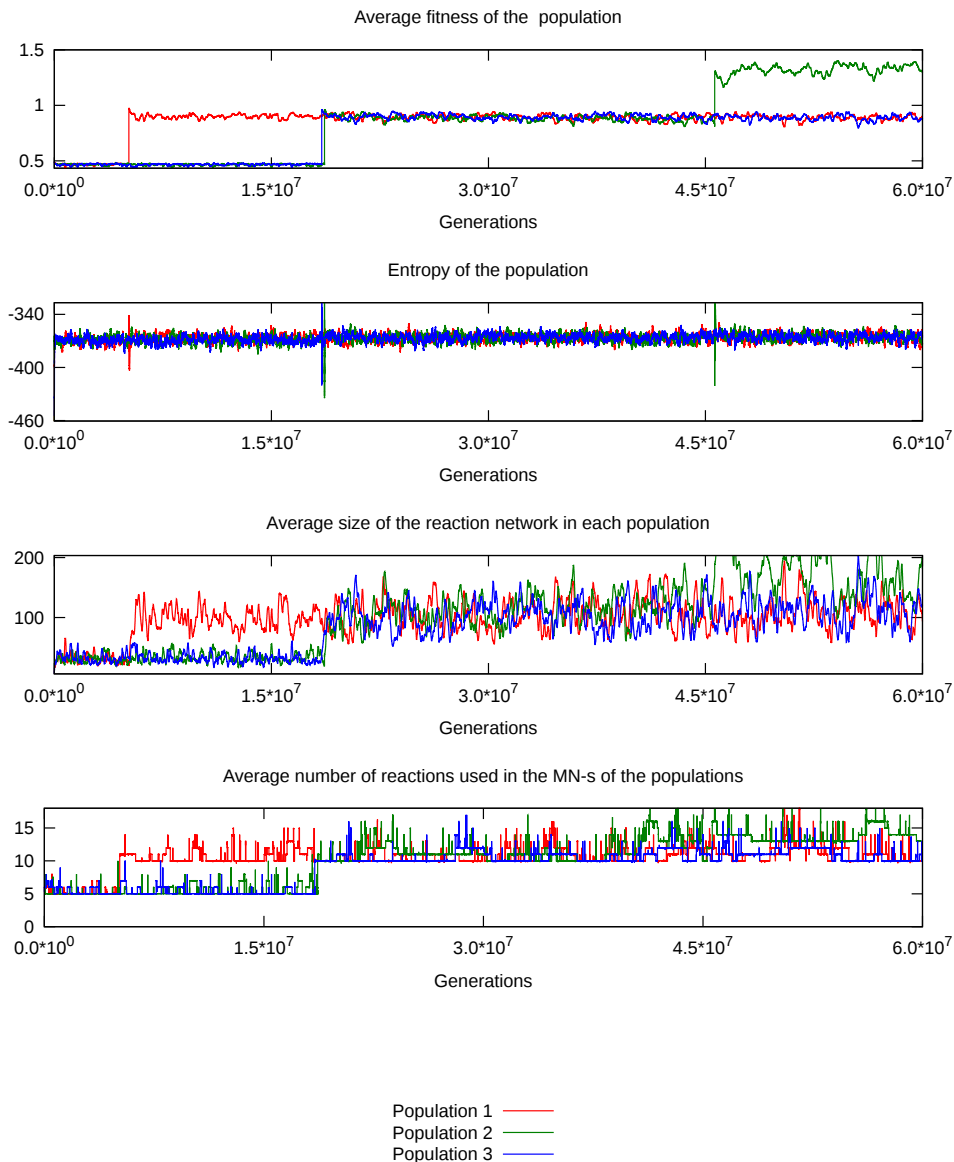 Average fitness of the  population
1.5
1
0.5
0.0*10^0 1.5*10^7 3.0*10^7 4.5*10^7 6.0*10^7
Generations
Entropy of the population
-340
-400
-460
0.0*10^0 1.5*10^7 3.0*10^7 4.5*10^7 6.0*10^7
Generations
Average size of the reaction network in each population
200
100
0.0*10^0 1.5*10^7 3.0*10^7 4.5*10^7 6.0*10^7
Generations
Average number of reactions used in the MN-s of the populations
15
10
5
0
0.0*10^0 1.5*10^7 3.0*10^7 4.5*10^7 6.0*10^7
Generations
Population 1
Population 2
Population 3